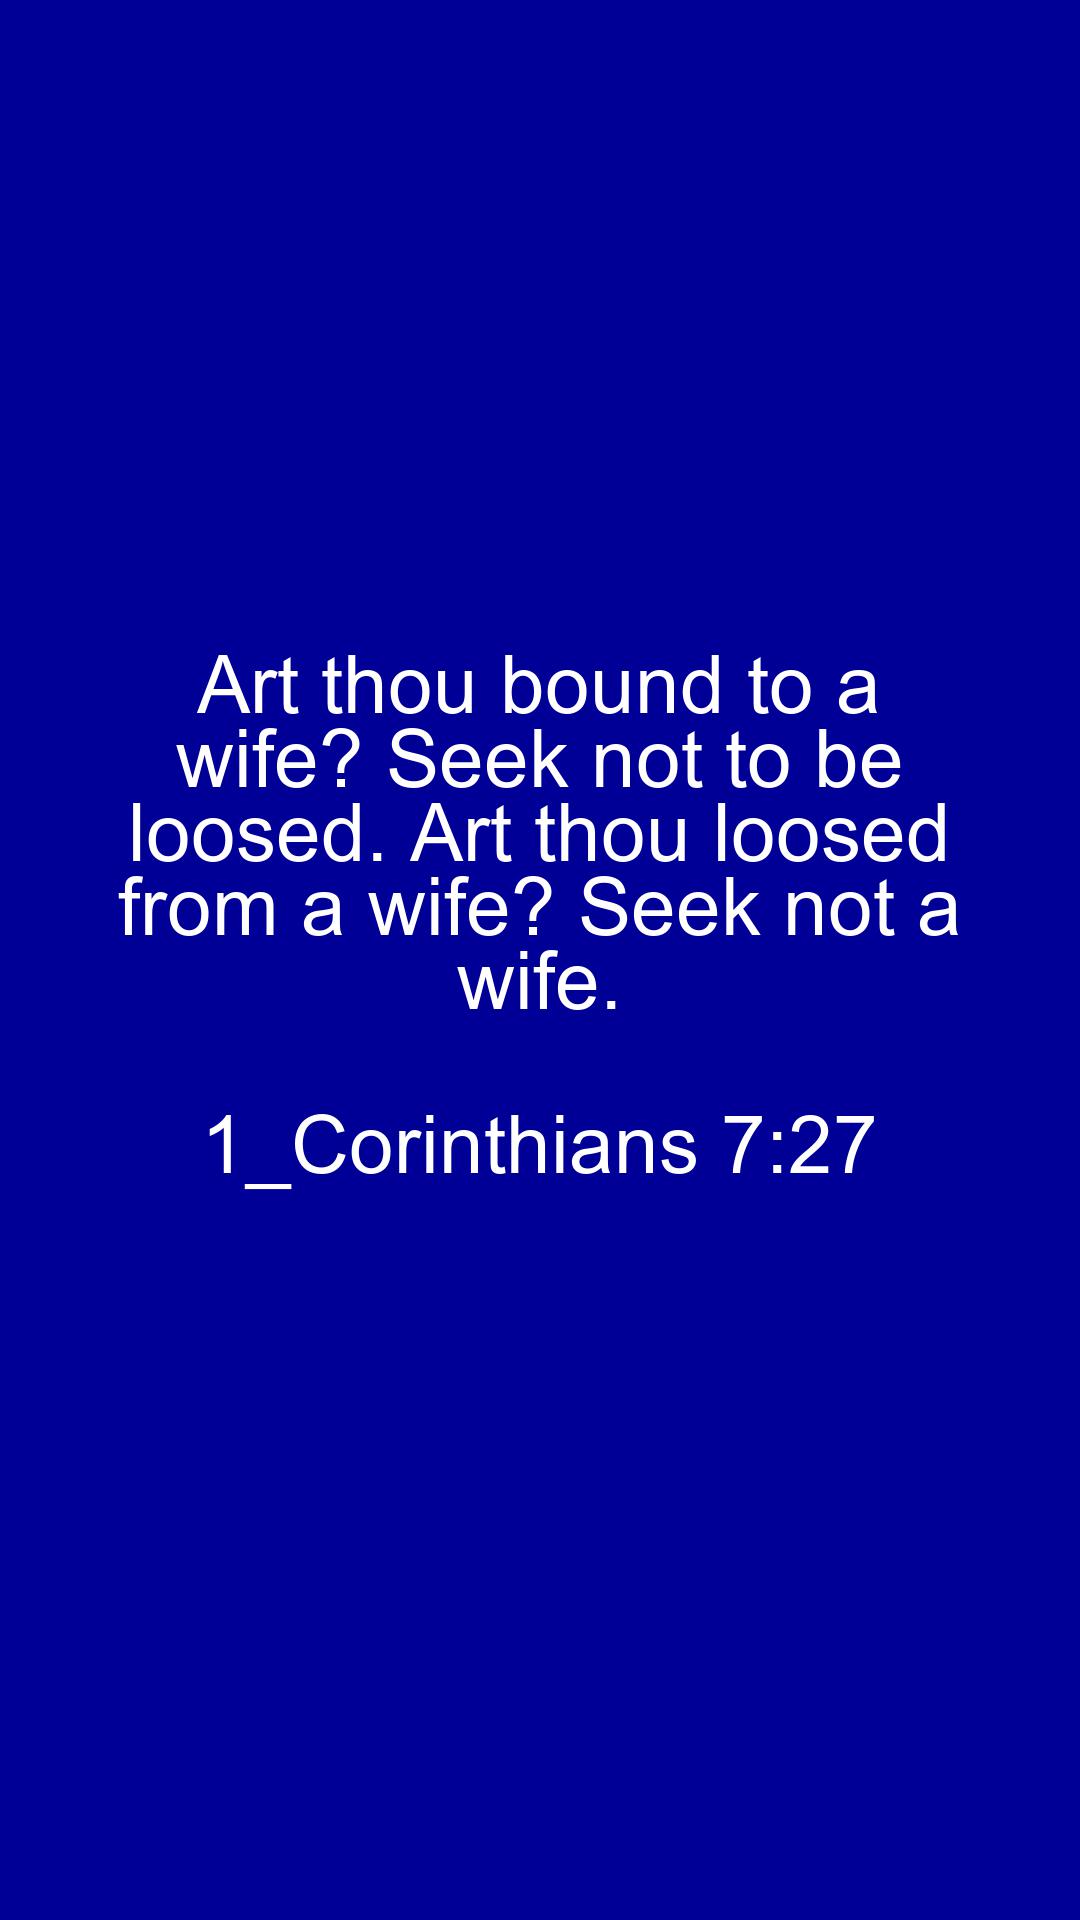 Art thou bound to a
wife? Seek not to be
loosed. Art thou loosed
from a wife? Seek not a
wife.
1_Corinthians 7:27